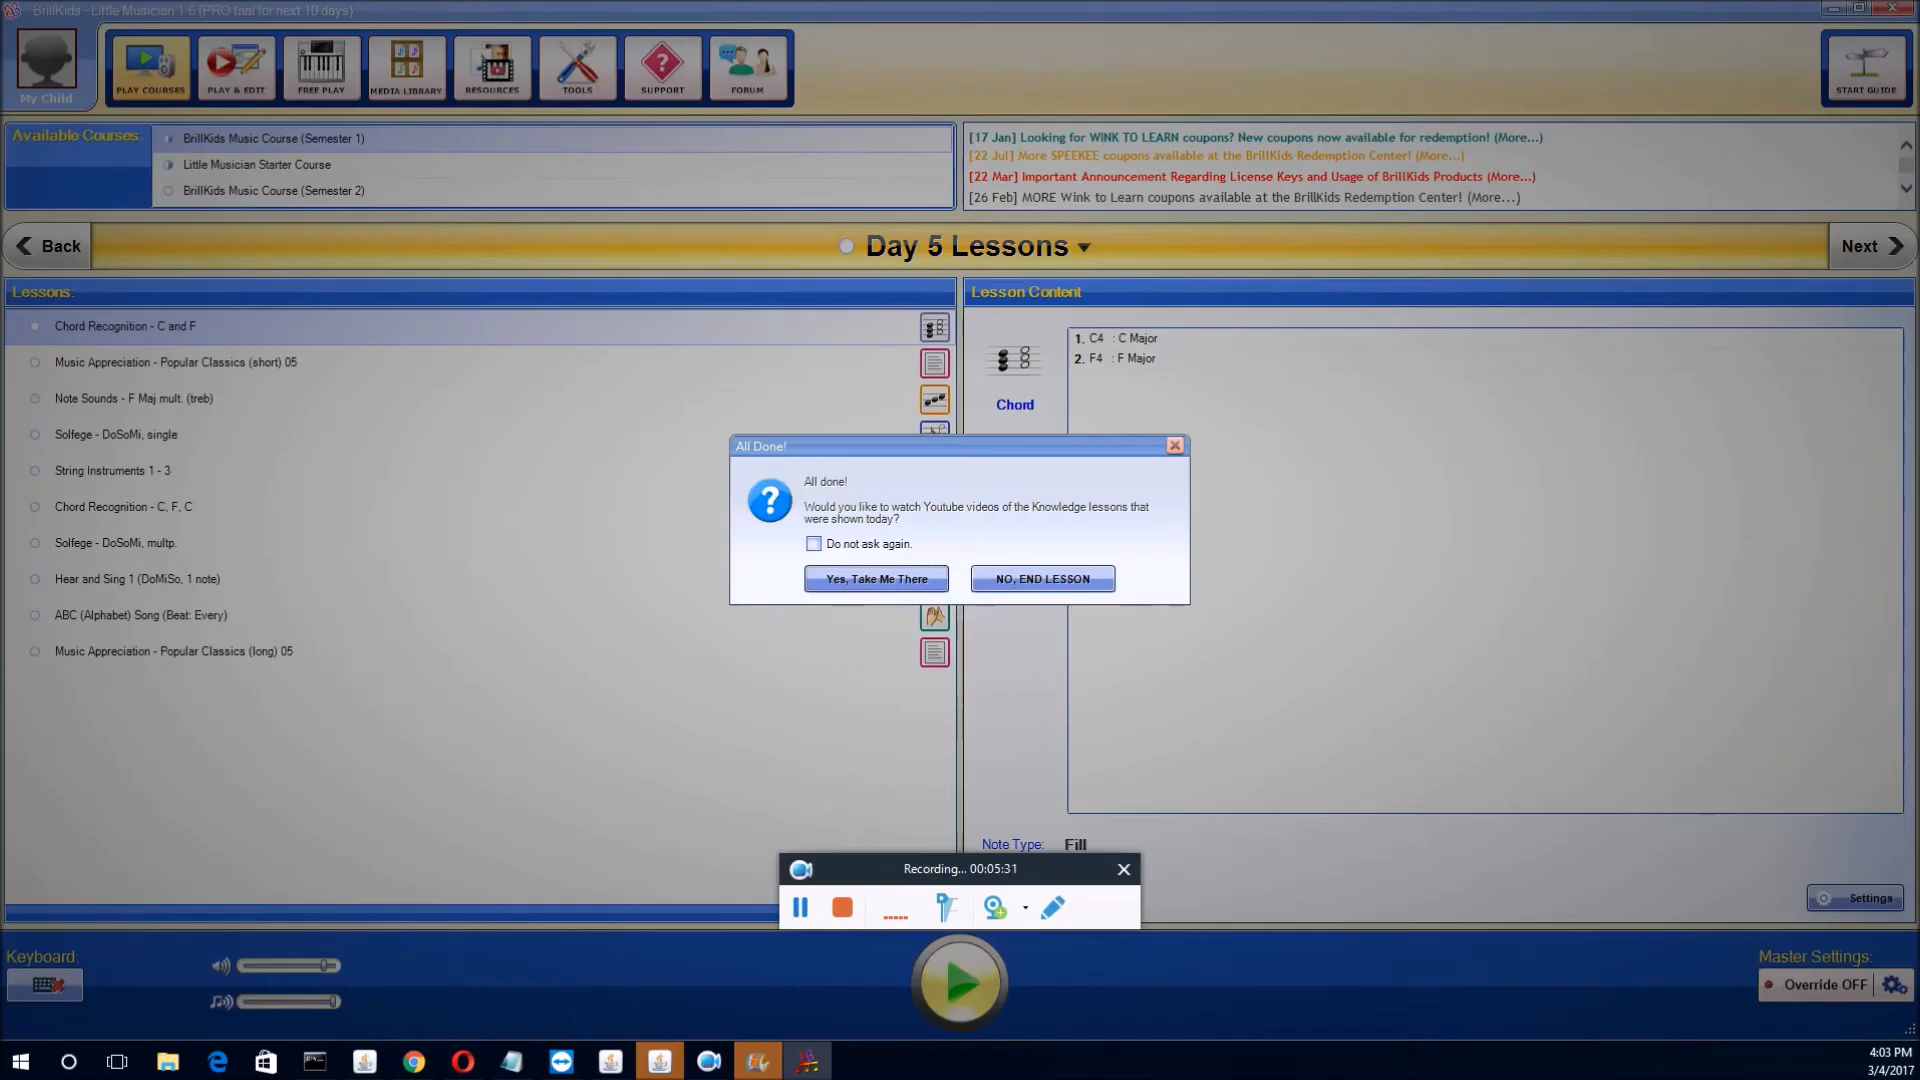 BrillKids - Little Musician 1.6 (PRO trial for next 10 days)
My Child
PLAY COURSES
PLAY & EDIT
FREE PLAY
MEDIA LIBRARY
RESOURCES
TOOLS
SUPPORT
FORUM
START GUIDE
Available Courses:
BrillKids Music Course (Semester 1)
Little Musician Starter Course
BrillKids Music Course (Semester 2)
[17 Jan] Looking for WINK TO LEARN coupons? New coupons now available for redemption! (More...)
[22 Jul] More SPEEKEE coupons available at the BrillKids Redemption Center! (More...)
[22 Mar] Important Announcement Regarding License Keys and Usage of BrillKids Products (More...)
[26 Feb] MORE Wink to Learn coupons available at the BrillKids Redemption Center! (More...)
Back
Day 5 Lessons
Next
Lessons:
Chord Recognition - C and F
Music Appreciation - Popular Classics (short) 05
Note Sounds - F Maj mult. (treb)
Solfege - DoSoMi, single
String Instruments 1 - 3
Chord Recognition - C, F, C
Solfege - DoSoMi, multp.
Hear and Sing 1 (DoMiSo, 1 note)
ABC (Alphabet) Song (Beat: Every)
Music Appreciation - Popular Classics (long) 05
Lesson Content
Chord
1. C4 : C Major
2. F4 : F Major
All Done!
All done!
Would you like to watch Youtube videos of the Knowledge lessons that
were shown today?
Do not ask again.
Yes, Take Me There
NO, END LESSON
Note Type: Fill
Settings
Recording... 00:05:31
Keyboard:
Master Settings:
Override OFF
4:03 PM
3/4/2017